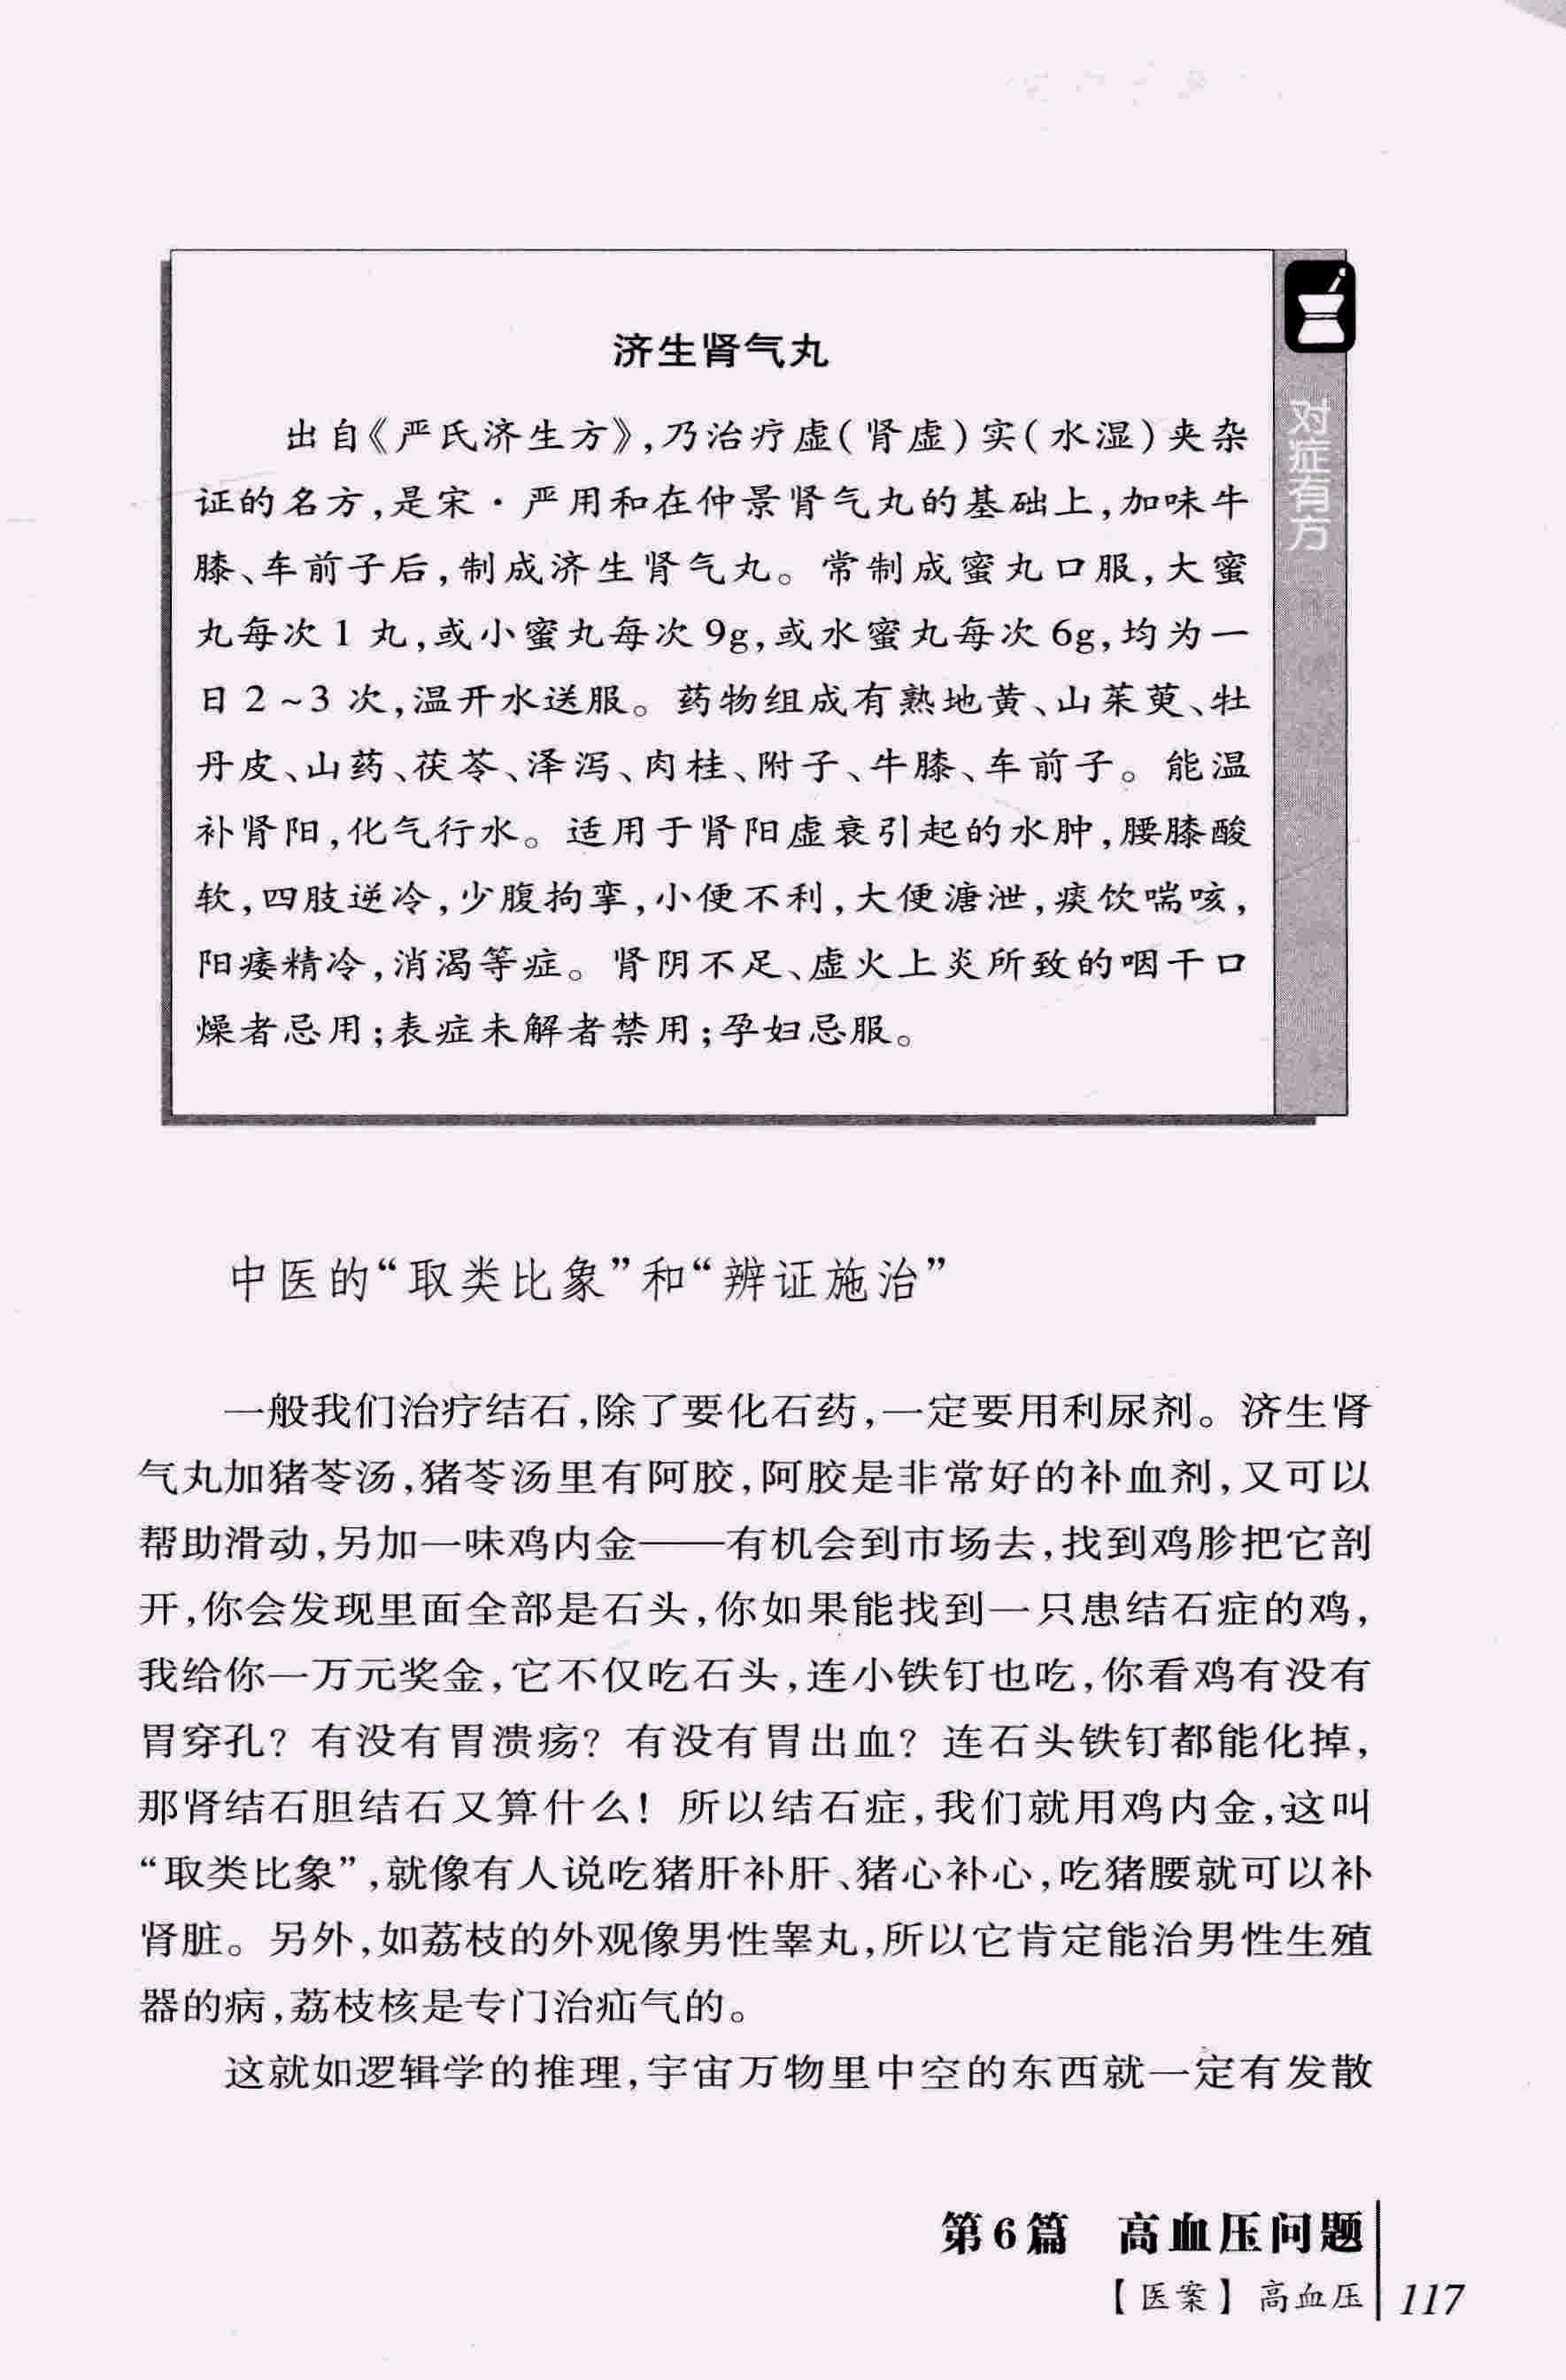 济生肾气丸
出自《严氏济生方》,乃治疗虚(肾虚)实(水湿)夹杂
证的名方,是宋·严用和在仲景肾气丸的基础上,加味牛
膝、车前子后,制成济生肾气丸。常制成蜜丸口服,大蜜
丸每次1丸,或小蜜丸每次9g,或水蜜丸每次6g,均为一
日2~3次,温开水送服。药物组成有熟地黄、山茱萸、牡
丹皮、山药、茯苓、泽泻、肉桂、附子、牛膝、车前子。能温
补肾阳,化气行水。适用于肾阳虚衰引起的水肿,腰膝酸
软,四肢逆冷,少腹拘挛,小便不利,大便溏泄,痰饮喘咳,
阳痿精冷,消渴等症。肾阴不足、虚火上炎所致的咽干口
燥者忌用;表症未解者禁用;孕妇忌服。
对症有方
中医的“取类比象”和“辨证施治”
一般我们治疗结石,除了要化石药,一定要用利尿剂。济生肾
气丸加猪苓汤,猪苓汤里有阿胶,阿胶是非常好的补血剂,又可以
帮助滑动,另加一味鸡内金——有机会到市场去,找到鸡胗把它剖
开,你会发现里面全部是石头,你如果能找到一只患结石症的鸡,
我给你一万元奖金,它不仅吃石头,连小铁钉也吃,你看鸡有没有
胃穿孔?有没有胃溃疡?有没有胃出血?连石头铁钉都能化掉,
那肾结石胆结石又算什么!所以结石症,我们就用鸡内金,这叫
“取类比象”,就像有人说吃猪肝补肝、猪心补心,吃猪腰就可以补
肾脏。另外,如荔枝的外观像男性睾丸,所以它肯定能治男性生殖
器的病,荔枝核是专门治疝气的。
这就如逻辑学的推理,宇宙万物里中空的东西就一定有发散
第6篇 高血压问题
【医案】高血压 117